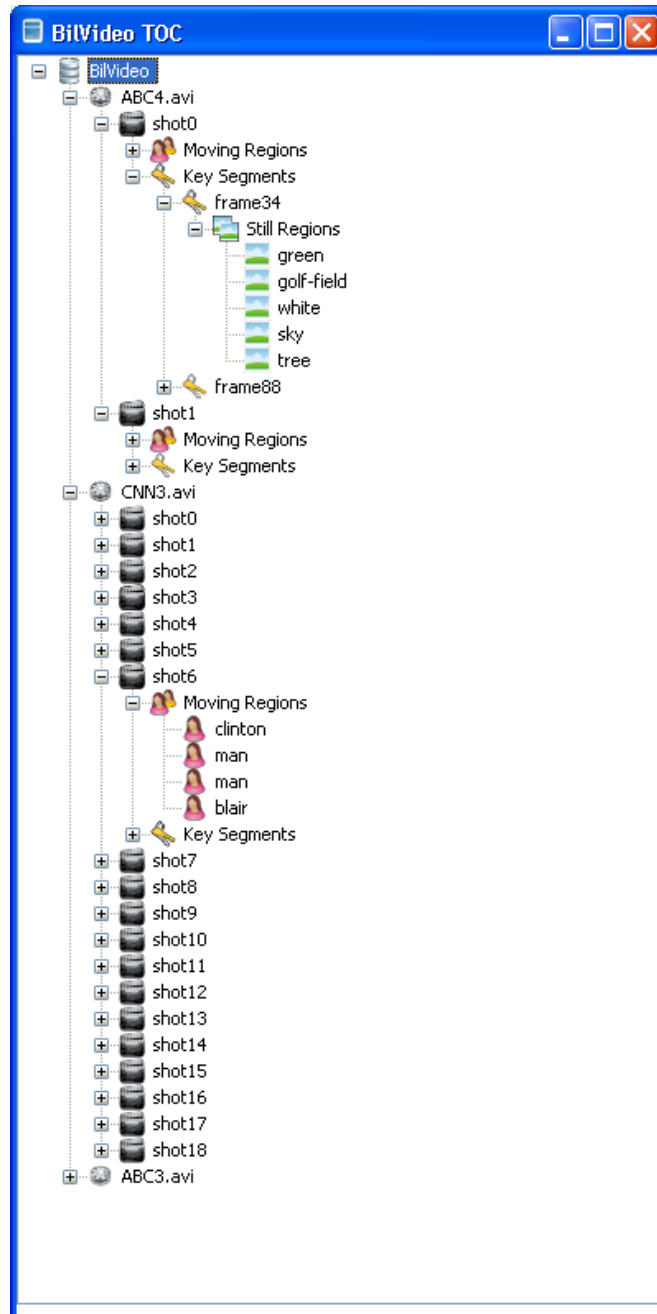 BilVideo TOC
BilVideo
ABC4.avi
shot0
Moving Regions
Key Segments
frame34
Still Regions
green
golf-field
white
sky
tree
frame88
shot1
Moving Regions
Key Segments
CNN3.avi
shot0
shot1
shot2
shot3
shot4
shot5
shot6
Moving Regions
clinton
man
man
blair
Key Segments
shot7
shot8
shot9
shot10
shot11
shot12
shot13
shot14
shot15
shot16
shot17
shot18
ABC3.avi